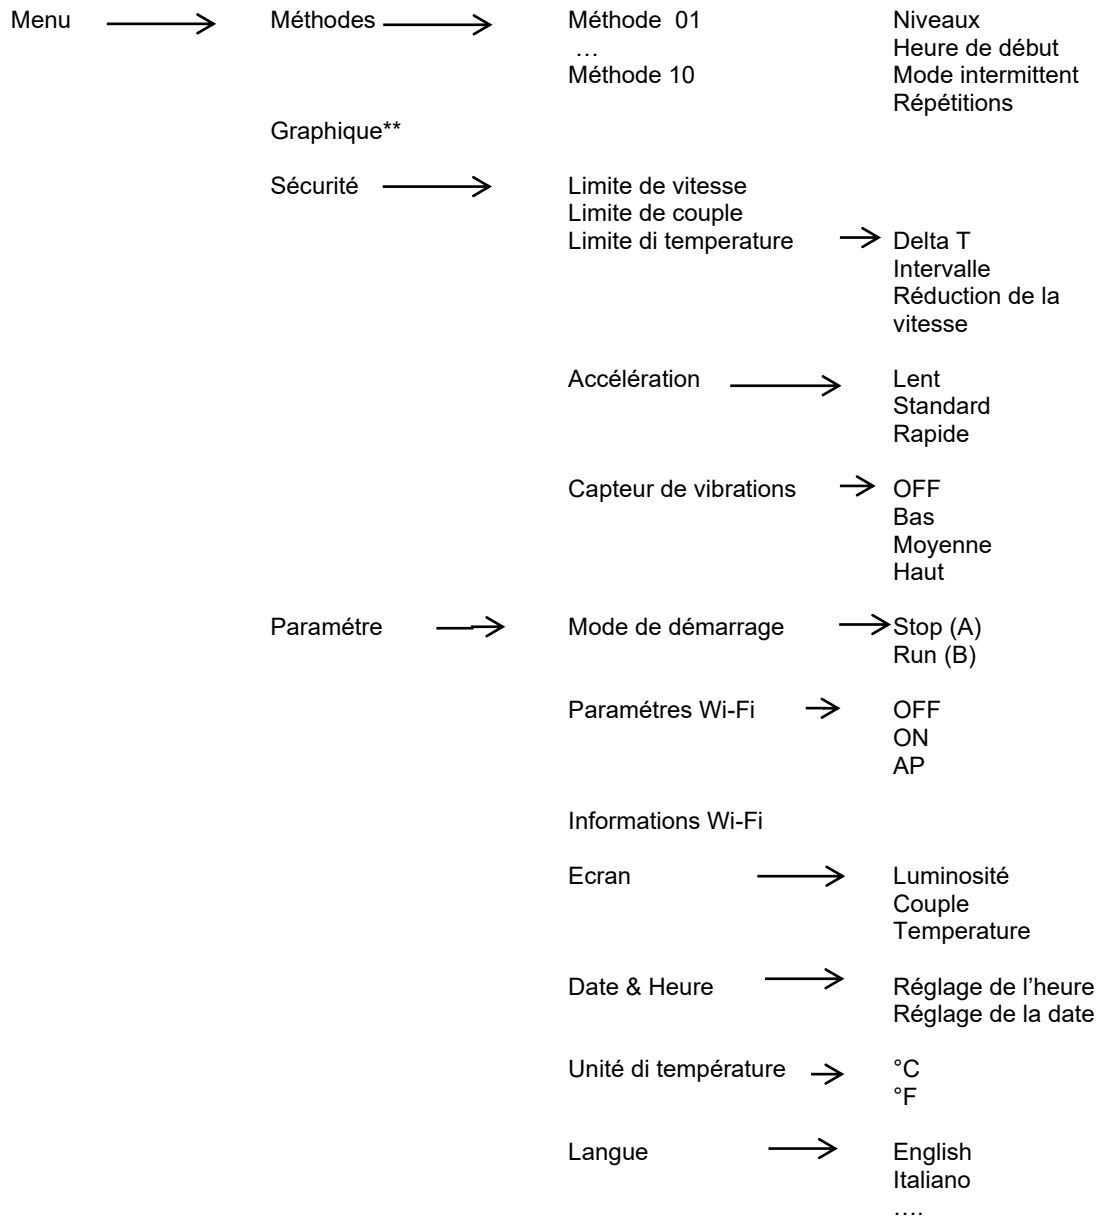 Menu Méthodes Méthode 01 Niveaux
… Heure de début
Méthode 10 Mode intermittent
Répétitions
Graphique**
Sécurité Limite de vitesse
Limite de couple
Limite di temperature Delta T
Intervalle
Réduction de la
vitesse
Accélération Lent
Standard
Rapide
Capteur de vibrations OFF
Bas
Moyenne
Haut
Paramétre Mode de démarrage Stop (A)
Run (B)
Paramétres Wi-Fi OFF
ON
AP
Informations Wi-Fi
Ecran Luminosité
Couple
Temperature
Date & Heure Réglage de l’heure
Réglage de la date
Unité di température °C
°F
Langue English
Italiano
….